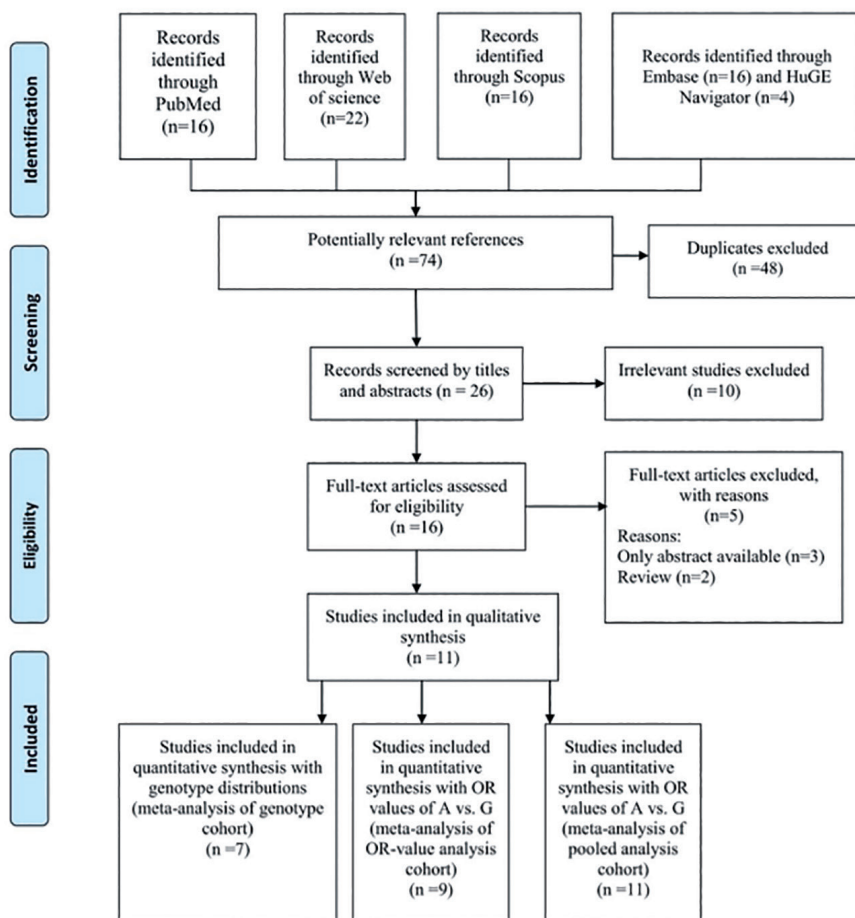 Identification
Records
identified
through
PubMed
(n=16)
Records
identified
through Web
of science
(n=22)
Records
identified
through Scopus
(n=16)
Records identified through
Embase (n=16) and HuGE
Navigator (n=4)
Potentially relevant references
(n =74)
Duplicates excluded
(n =48)
Screening
Records screened by titles
and abstracts (n = 26)
Irrelevant studies excluded
(n =10)
Eligibility
Full-text articles assessed
for eligibility
(n =16)
Full-text articles excluded,
with reasons
(n=5)
Reasons:
Only abstract available (n=3)
Review (n=2)
Studies included in qualitative
synthesis
(n =11)
Included
Studies included in
quantitative synthesis with
genotype distributions
(meta-analysis of genotype
cohort)
(n =7)
Studies included
in quantitative
synthesis with OR
values of A vs. G
(meta-analysis of
OR-value analysis
cohort)
(n =9)
Studies included
in quantitative
synthesis with OR
values of A vs. G
(meta-analysis of
pooled analysis
cohort)
(n =11)